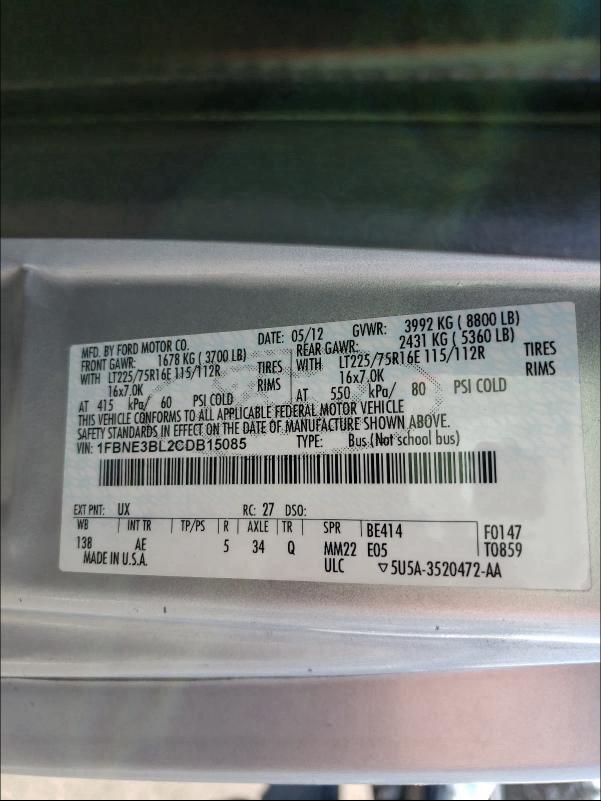 MFD. BY FORD MOTOR CO. DATE: 05/12 GVWR: 3992 KG ( 8800 LB)
FRONT GAWR: 1678 KG ( 3700 LB) REAR GAWR: 2431 KG ( 5360 LB)
WITH LT225/75R16E 115/112R TIRES WITH LT225/75R16E 115/112R TIRES
16x7.0K RIMS 16x7.0K RIMS
AT 415 kPa/ 60 PSI COLD AT 550 kPa/ 80 PSI COLD
THIS VEHICLE CONFORMS TO ALL APPLICABLE FEDERAL MOTOR VEHICLE
SAFETY STANDARDS IN EFFECT ON THE DATE OF MANUFACTURE SHOWN ABOVE.
VIN: 1FBNE3BL2CDB15085 TYPE: Bus (Not school bus)
EXT PNT: UX RC: 27 DSO:
WB INT TR TP/PS R AXLE TR SPR BE414 F0147
138 AE 5 34 Q MM22 E05 T0859
MADE IN U.S.A. ULC ▽5U5A-3520472-AA